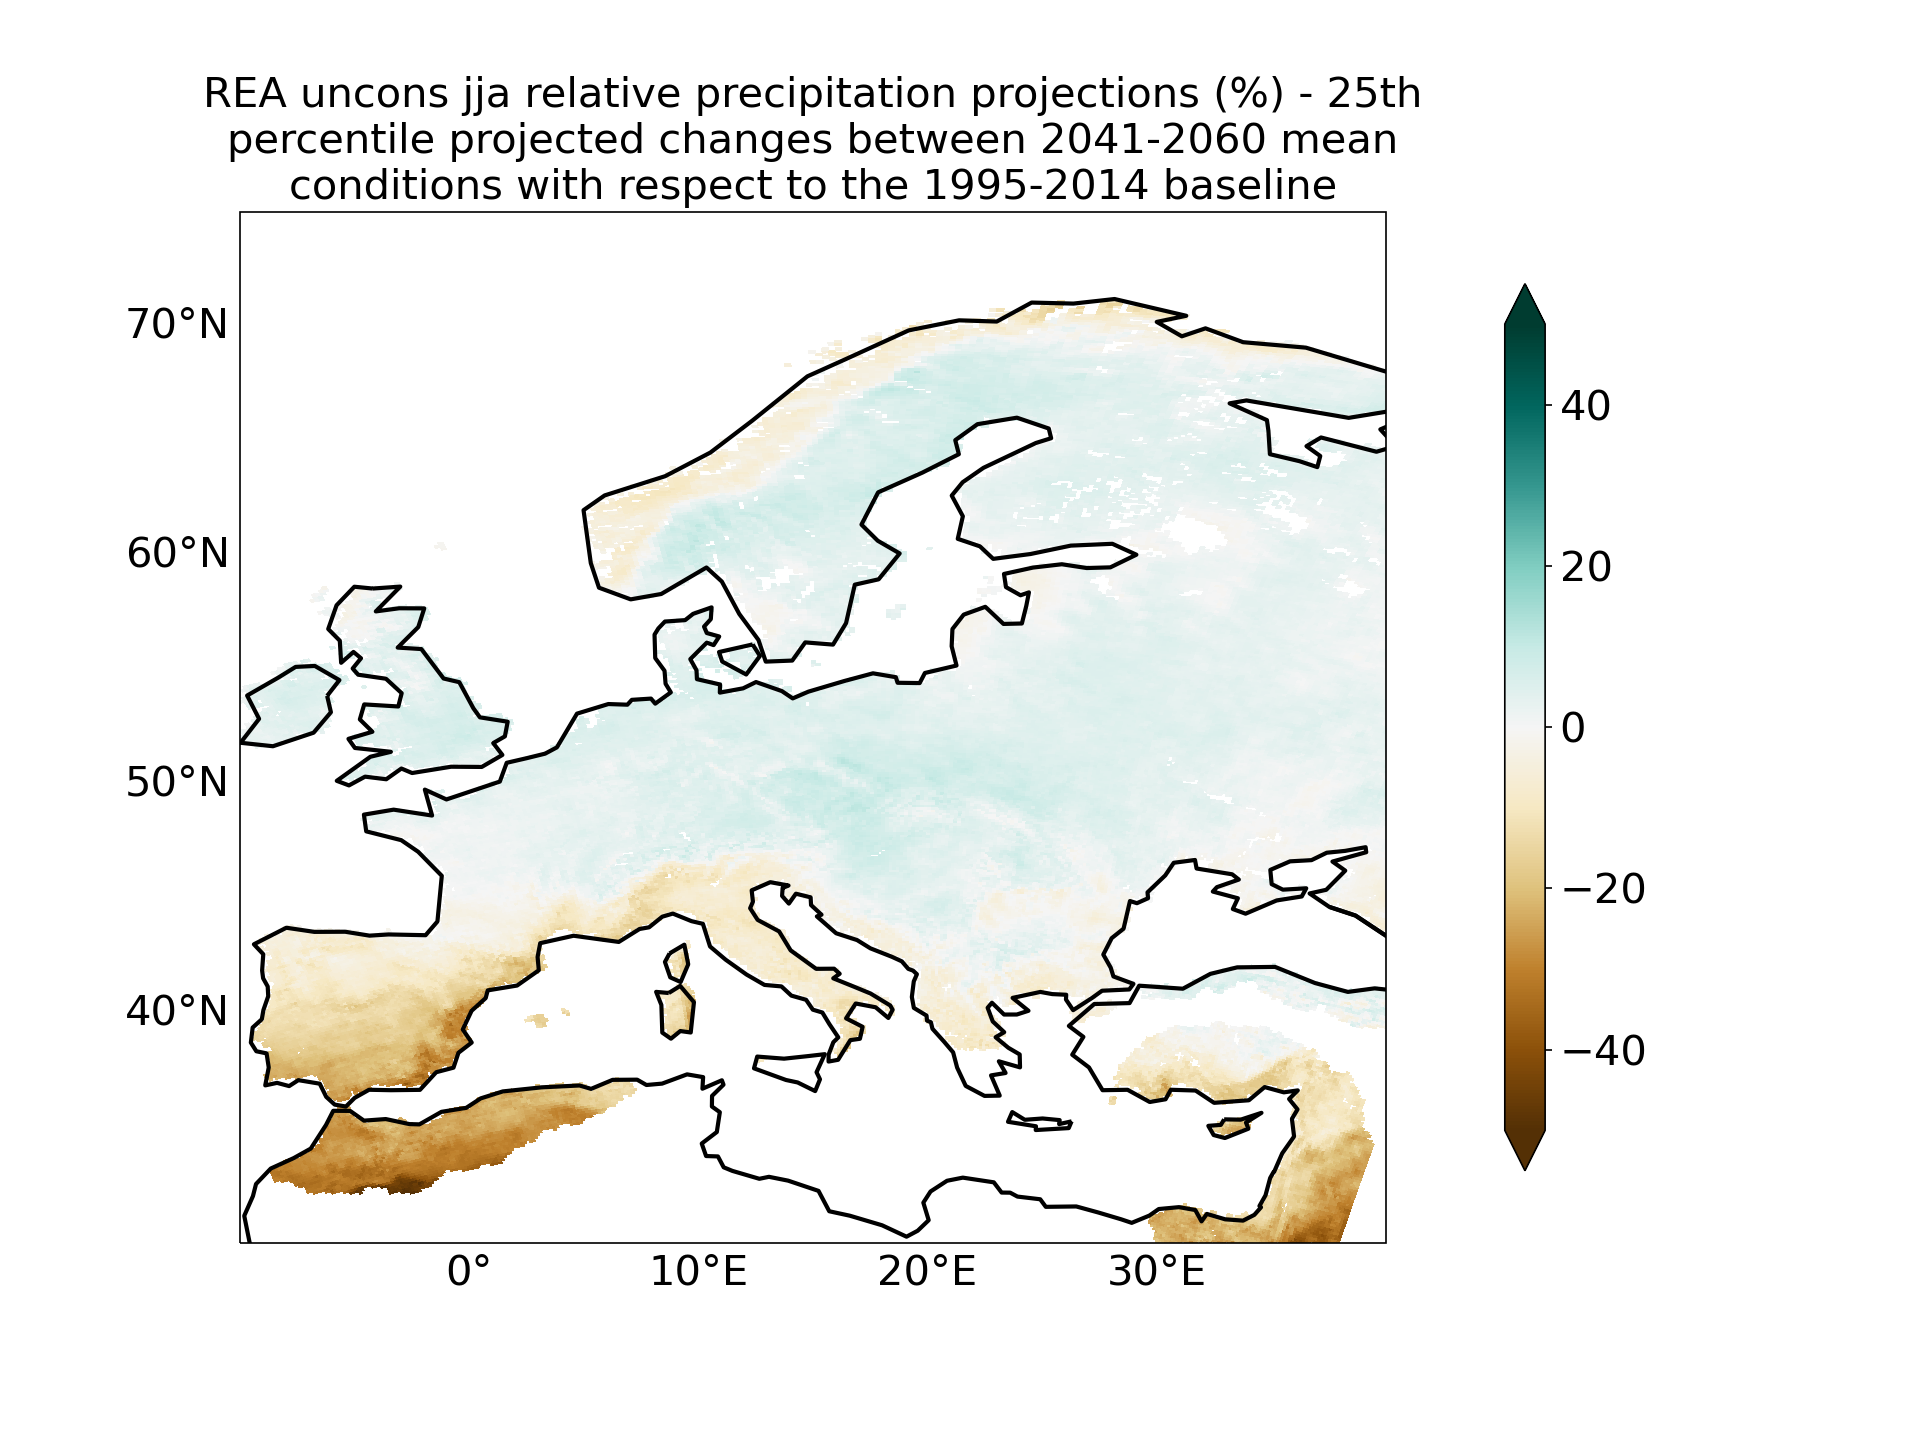 REA uncons jja relative precipitation projections (%) - 25th
percentile projected changes between 2041-2060 mean
conditions with respect to the 1995-2014 baseline
70°N
60°N
50°N
40°N
0°
10°E
20°E
30°E
40
20
0
−20
−40